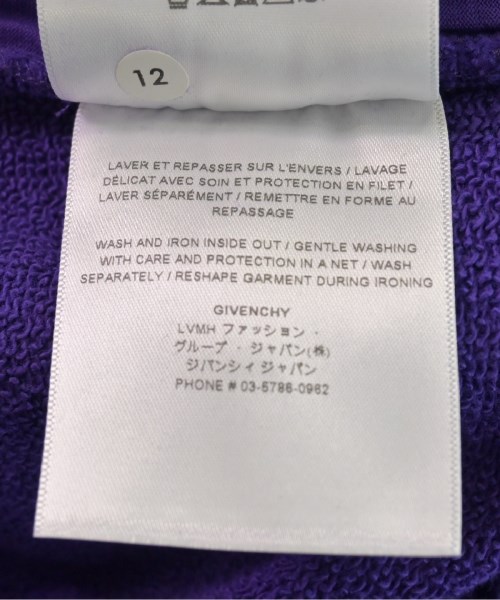 12
LAVER ET REPASSER SUR L'ENVERS / LAVAGE
DÉLICAT AVEC SOIN ET PROTECTION EN FILET /
LAVER SÉPARÉMENT / REMETTRE EN FORME AU
REPASSAGE
WASH AND IRON INSIDE OUT / GENTLE WASHING
WITH CARE AND PROTECTION IN A NET / WASH
SEPARATELY / RESHAPE GARMENT DURING IRONING
GIVENCHY
LVMH ファッション・
グループ・ジャパン(株)
ジバンシィ ジャパン
PHONE # 03-5786-0962